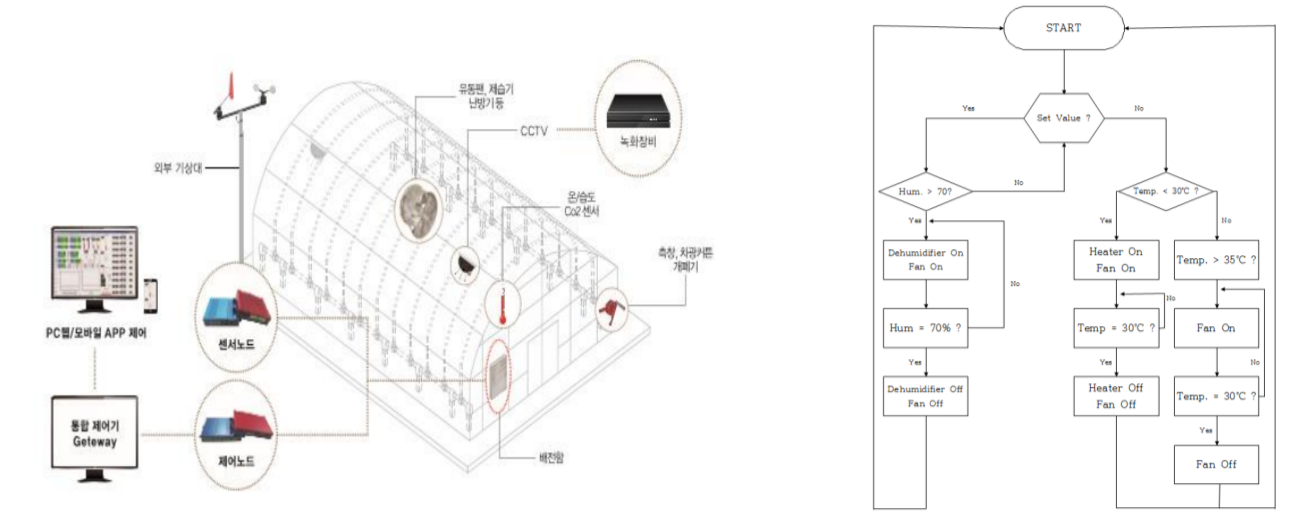 유동팬, 제습기
난방기 등
CCTV
녹화장비
외부 기상대
온/습도
Co2 센서
측창, 차광커튼
개폐기
PC웹/모바일 APP 제어
센서노드
통합 제어기
Geteway
제어노드
배전함
START
Set Value ?
Yes
No
Hum. > 70?
No
Yes
Temp. < 30℃ ?
Yes
No
Dehumidifier On
Fan On
Heater On
Fan On
Temp. > 35℃ ?
No
No
Hum = 70% ?
Temp = 30℃ ?
Fan On
Yes
Yes
No
Dehumidifier Off
Fan Off
Heater Off
Fan Off
Temp. = 30℃ ?
Yes
Fan Off